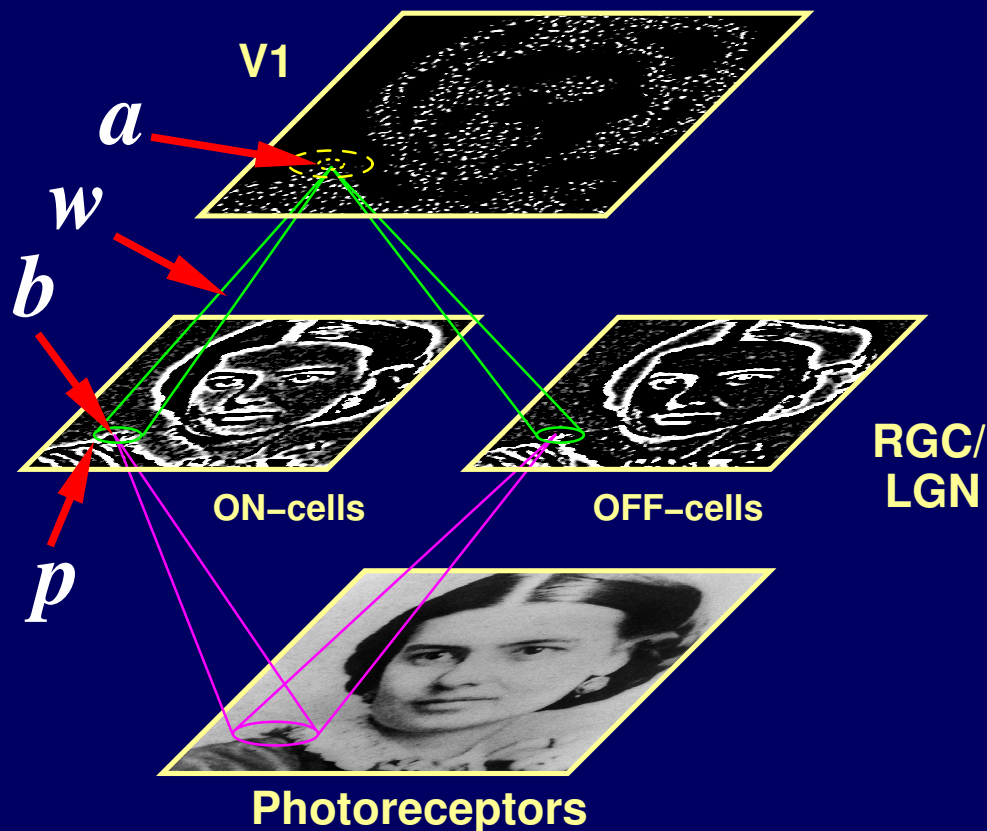 V1
a
w
b
RGC/
LGN
ON−cells
OFF−cells
p
Photoreceptors